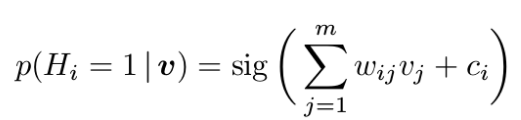 p(H_i = 1 | v) = sig ( ∑_{j=1}^{m} w_{ij} v_j + c_i )